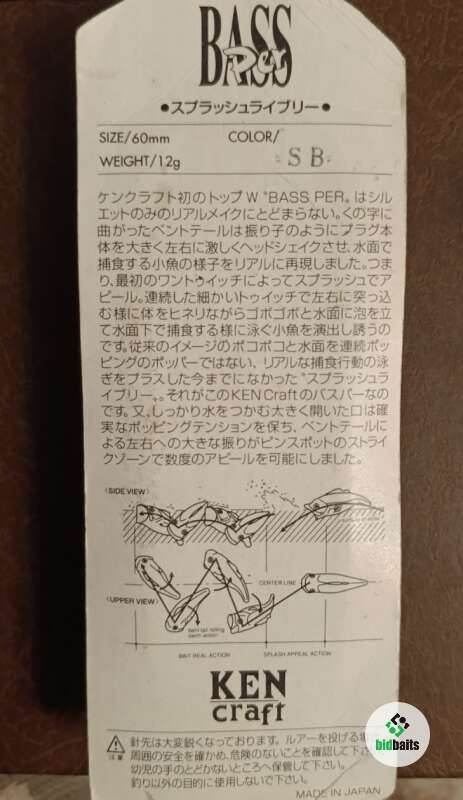 BASS
Per
•スプラッシュライブリー•
SIZE/60mm COLOR/
WEIGHT/12g SB
ケンクラフト初のトップW "BASS PER„ はシル
エットのみのリアルメイクにとどまらない。くの字に
曲がったベントテールは振り子のようにプラグ本
体を大きく左右に激しくヘッドシェイクさせ、水面で
捕食する小魚の様子をリアルに再現しました。つま
り、最初のワントゥイッチによってスプラッシュでア
ピール。連続した細かいトゥイッチで左右に突っ込
む様に体をヒネリながらゴボゴボと水面に泡を立
て水面下で捕食する様に泳ぐ小魚を演出し誘うの
です。従来のイメージのポコポコと水面を連続ポッ
ピングのポッパーではない、リアルな捕食行動の泳
ぎをプラスした今までになかった "スプラッシュラ
イブリー„。それがこのKEN Craftのバスパーなの
です。又、しっかり水をつかむ太く開いた口は確
実なポッピングテンションを保ち、ベントテールに
よる左右への大きな振りがピンスポットのストライ
クゾーンで数度のアピールを可能にしました。
(SIDE VIEW)
CENTER LINE
(UPPER VIEW)
bent tail rolling
swim action
BAIT REAL ACTION SPLASH APPEAL ACTION
KEN
craft
注意
針先は大変鋭くなっております。ルアーを投げる場
周囲の安全を確かめ、危険のないことを確認して下さ
幼児の手のとどかないところへ保管して下さい。
釣り以外の目的に使用しないで下さい。
MADE IN JAPAN
bidbaits